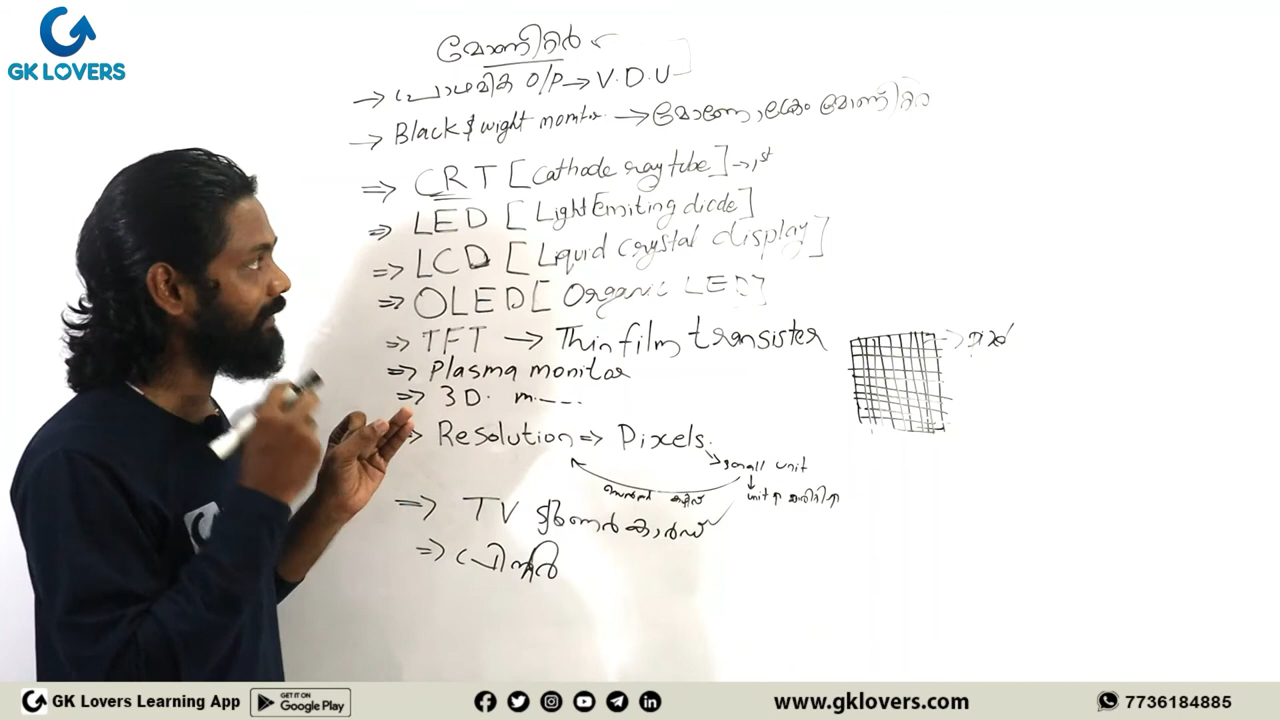 GK LOVERS
മോണിറ്റർ
→ പ്രാഥമിക O/P → V.D.U
→ Black & wight monitor → മോണോക്രോം മോണിറ്റർ
⇒ CRT [Cathode ray tube] → 1st
⇒ LED [Light Emiting diode]
⇒ LCD [Liquid crystal display]
⇒ OLED [Organic LED]
⇒ TFT → Thin film transister
⇒ Plasma monitor
⇒ 3D. m----
⇒ Resolution ⇒ Pixels.
small unit
unit
⇒ TV ട്യൂണർ കാർഡ്
⇒ പ്രിന്റർ
GK Lovers Learning App
GET IT ON
Google Play
www.gklovers.com
7736184885